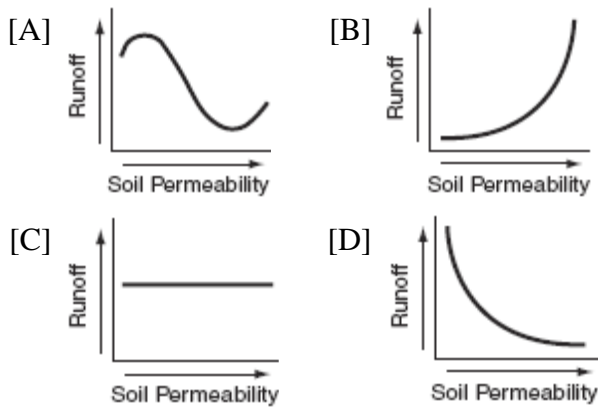 [A]
Runoff
Soil Permeability
[B]
Runoff
Soil Permeability
[C]
Runoff
Soil Permeability
[D]
Runoff
Soil Permeability